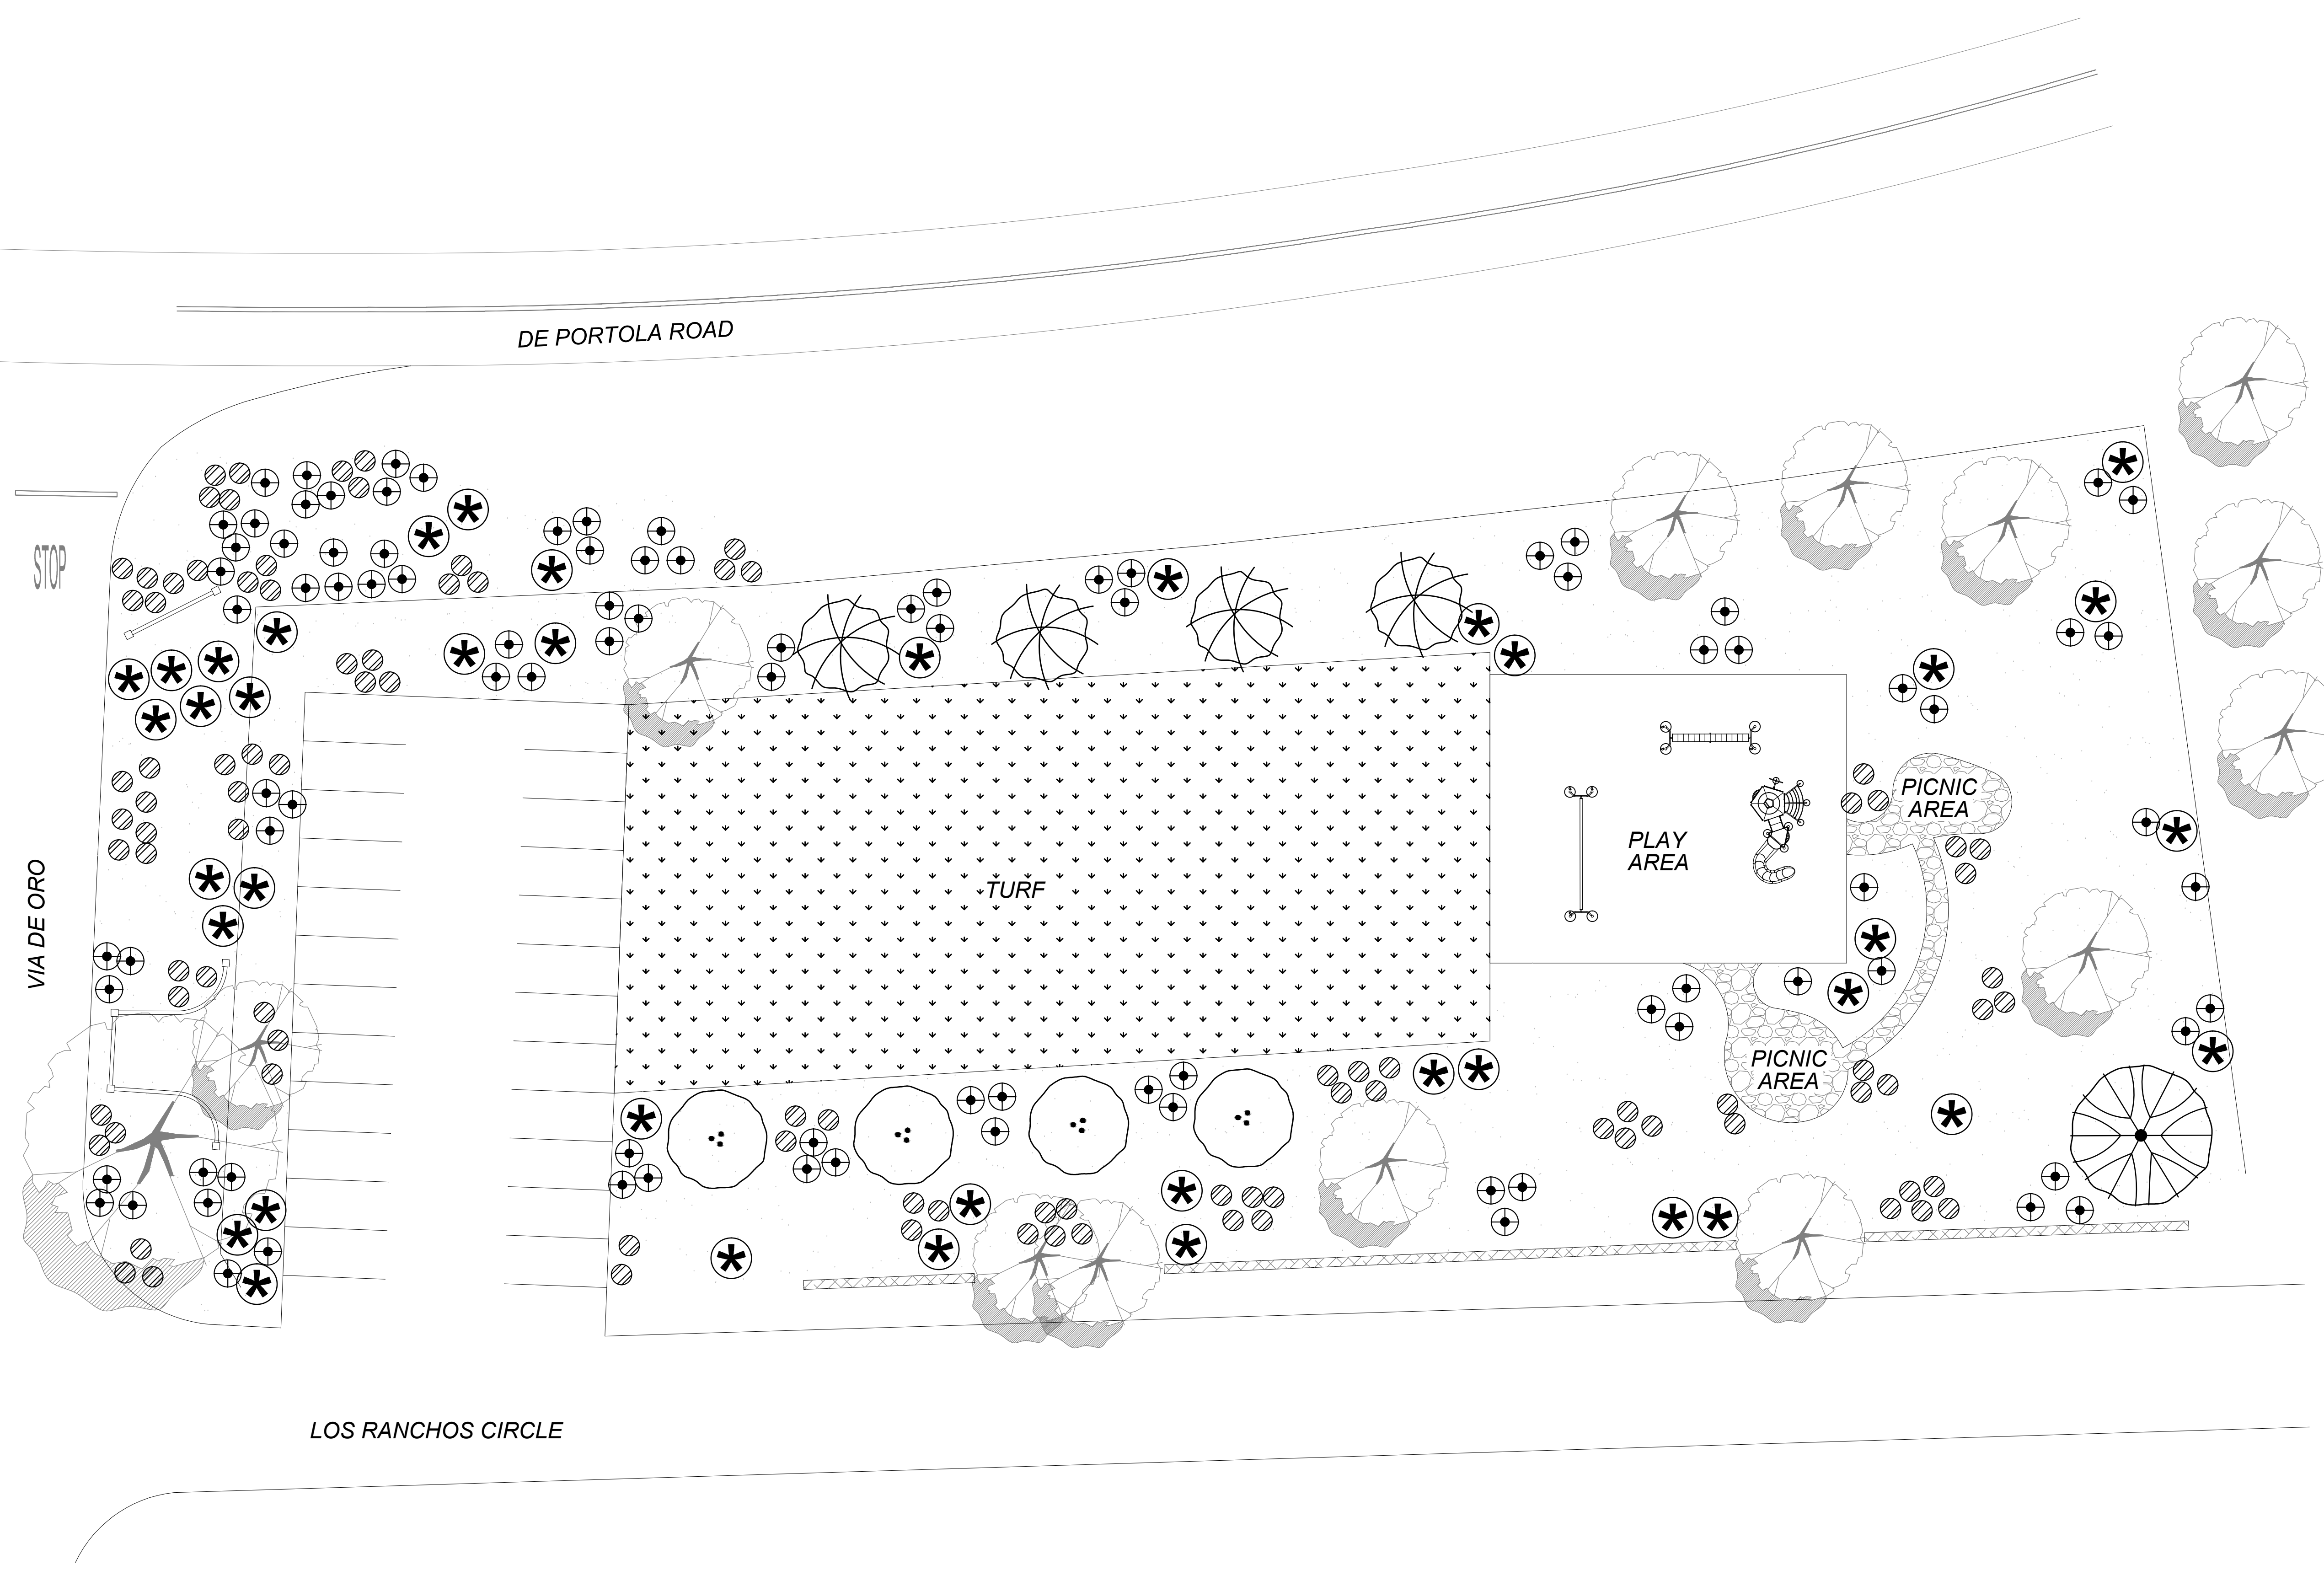 DE PORTOLA ROAD
STOP
PICNIC
AREA
PLAY
AREA
TURF
VIA DE ORO
PICNIC
AREA
LOS RANCHOS CIRCLE